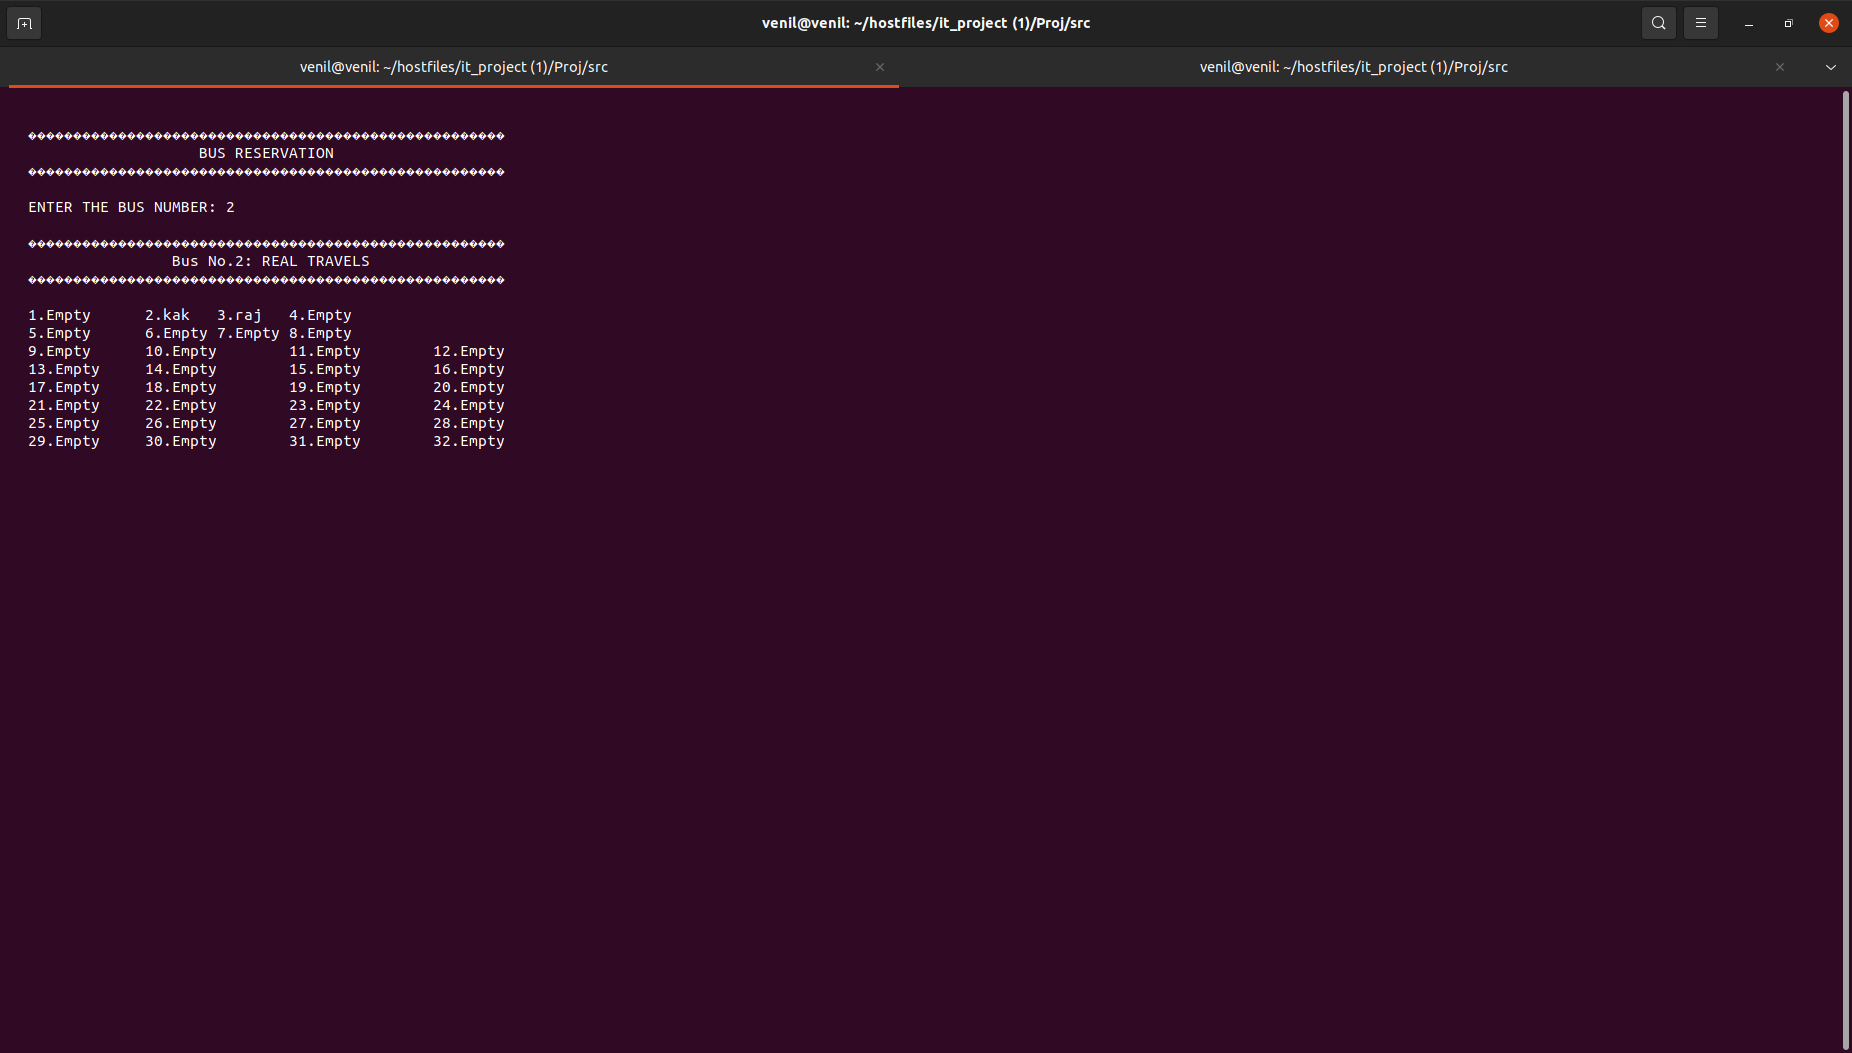 venil@venil: ~/hostfiles/it_project (1)/Proj/src
venil@venil: ~/hostfiles/it_project (1)/Proj/src
venil@venil: ~/hostfiles/it_project (1)/Proj/src
�����������������������������������������������������
BUS RESERVATION
�����������������������������������������������������
ENTER THE BUS NUMBER: 2
�����������������������������������������������������
Bus No.2: REAL TRAVELS
�����������������������������������������������������
1.Empty 2.kak 3.raj 4.Empty
5.Empty 6.Empty 7.Empty 8.Empty
9.Empty 10.Empty 11.Empty 12.Empty
13.Empty 14.Empty 15.Empty 16.Empty
17.Empty 18.Empty 19.Empty 20.Empty
21.Empty 22.Empty 23.Empty 24.Empty
25.Empty 26.Empty 27.Empty 28.Empty
29.Empty 30.Empty 31.Empty 32.Empty